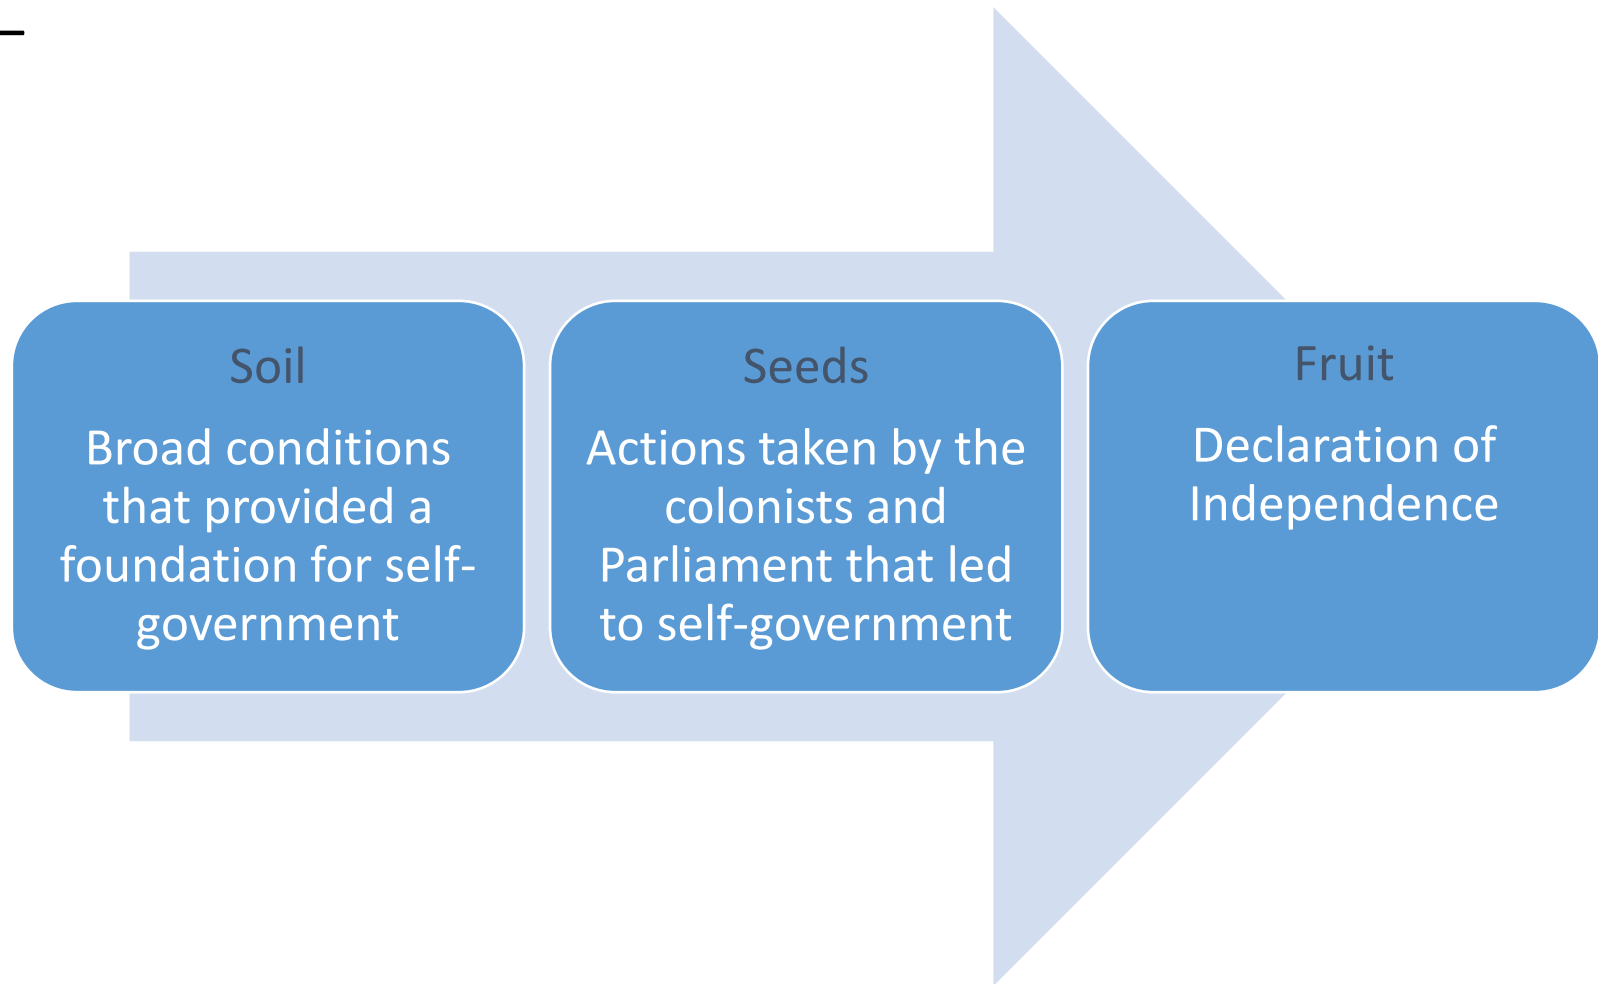 Soil
Broad conditions
that provided a
foundation for self-
government
Seeds
Actions taken by the
colonists and
Parliament that led
to self-government
Fruit
Declaration of
Independence